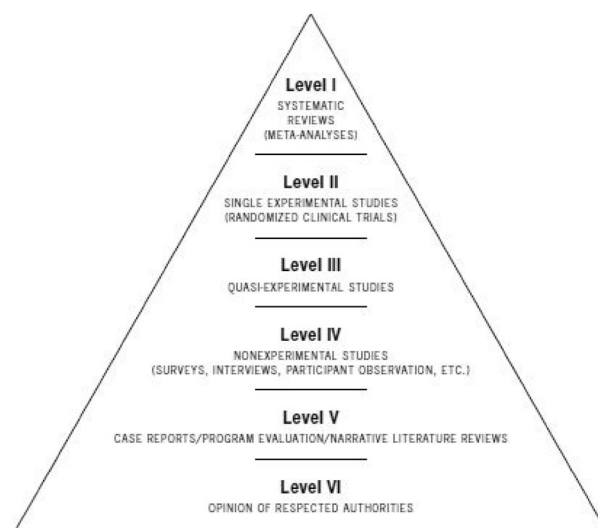 Level I
SYSTEMATIC
REVIEWS
(META-ANALYSES)
Level II
SINGLE EXPERIMENTAL STUDIES
(RANDOMIZED CLINICAL TRIALS)
Level III
QUASI-EXPERIMENTAL STUDIES
Level IV
NONEXPERIMENTAL STUDIES
(SURVEYS, INTERVIEWS, PARTICIPANT OBSERVATION, ETC.)
Level V
CASE REPORTS/PROGRAM EVALUATION/NARRATIVE LITERATURE REVIEWS
Level VI
OPINION OF RESPECTED AUTHORITIES